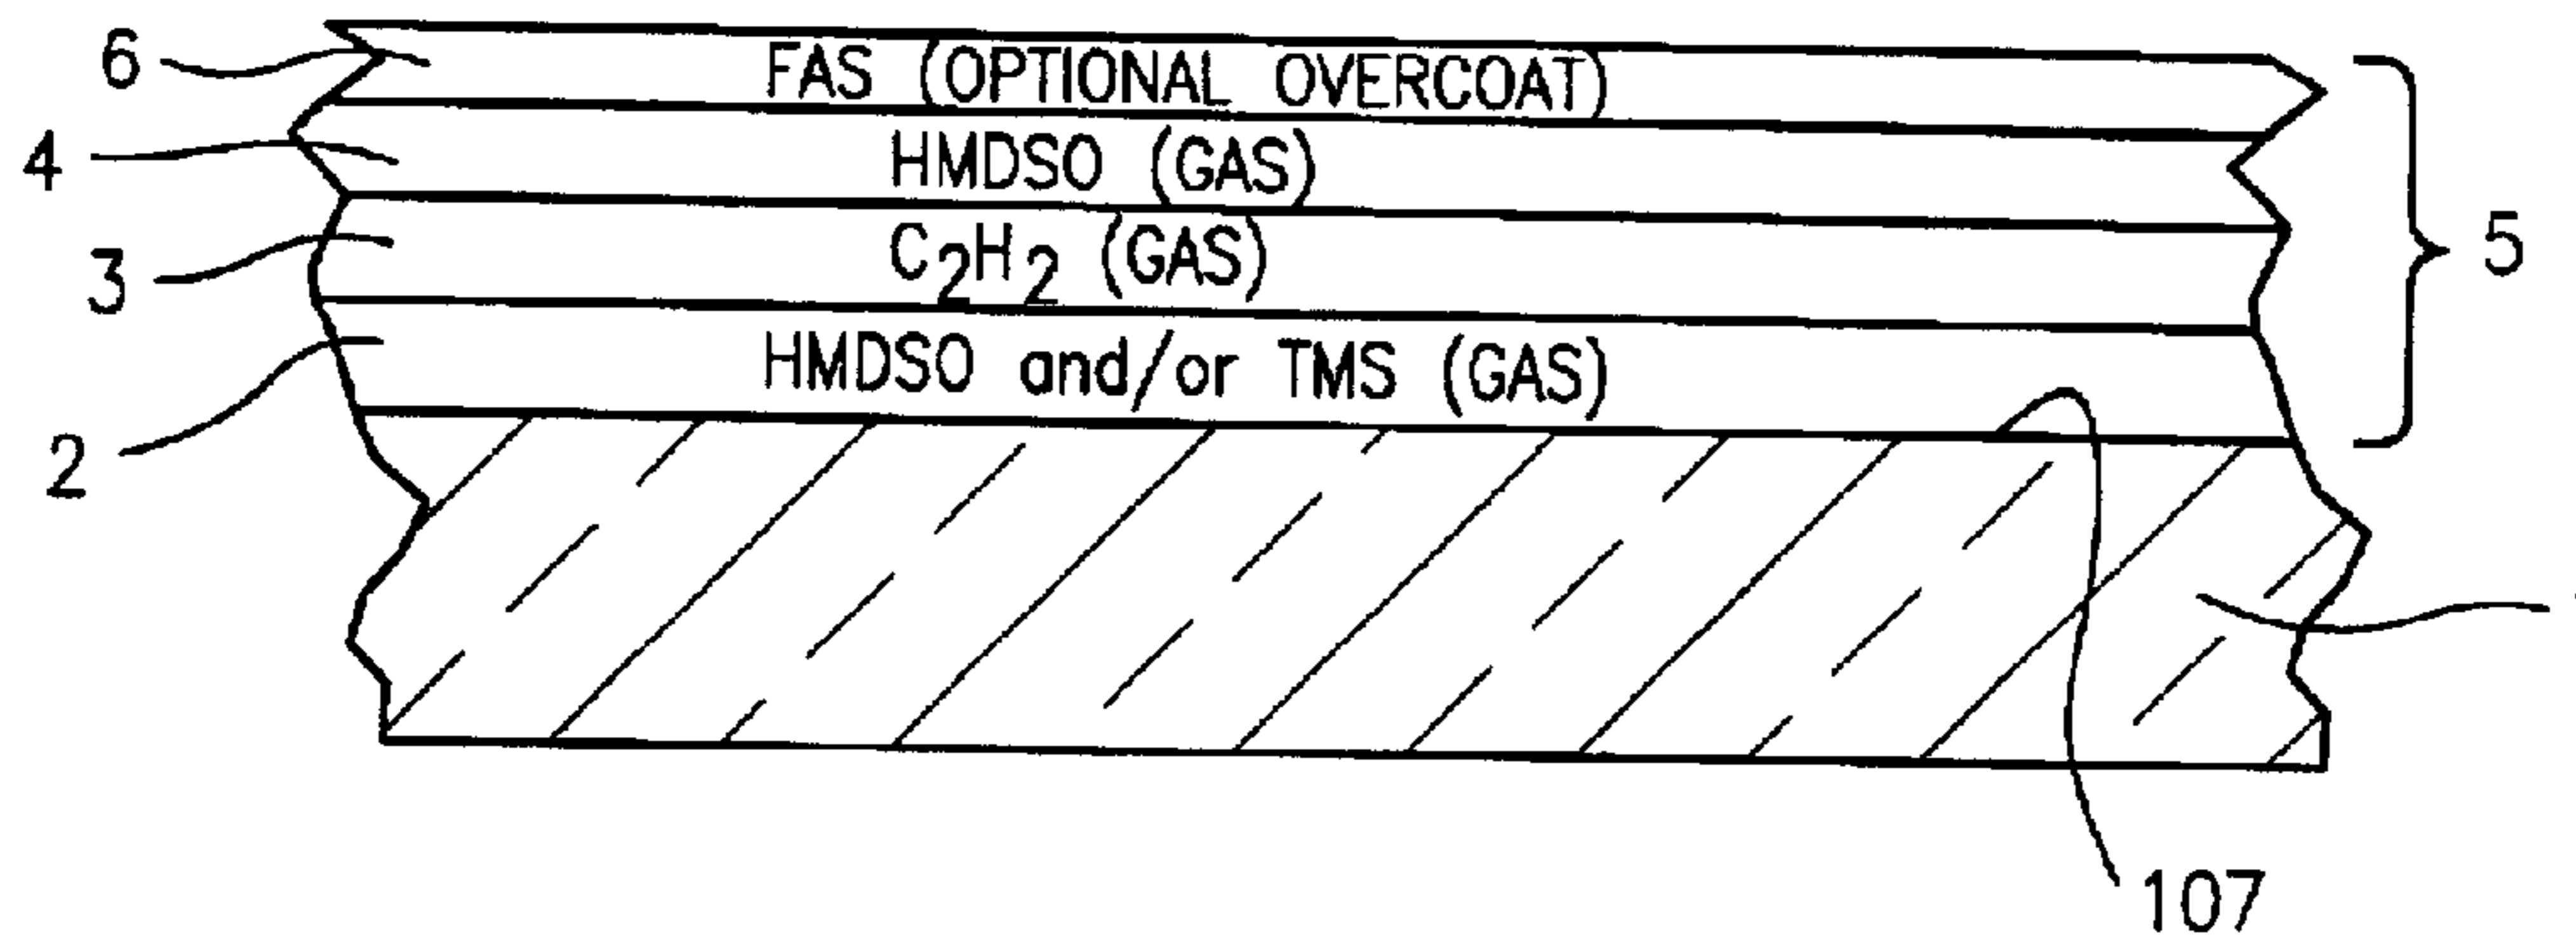 6
FAS (OPTIONAL OVERCOAT)
4
HMDSO (GAS)
3
C2H2 (GAS)
5
2
HMDSO and/or TMS (GAS)
107